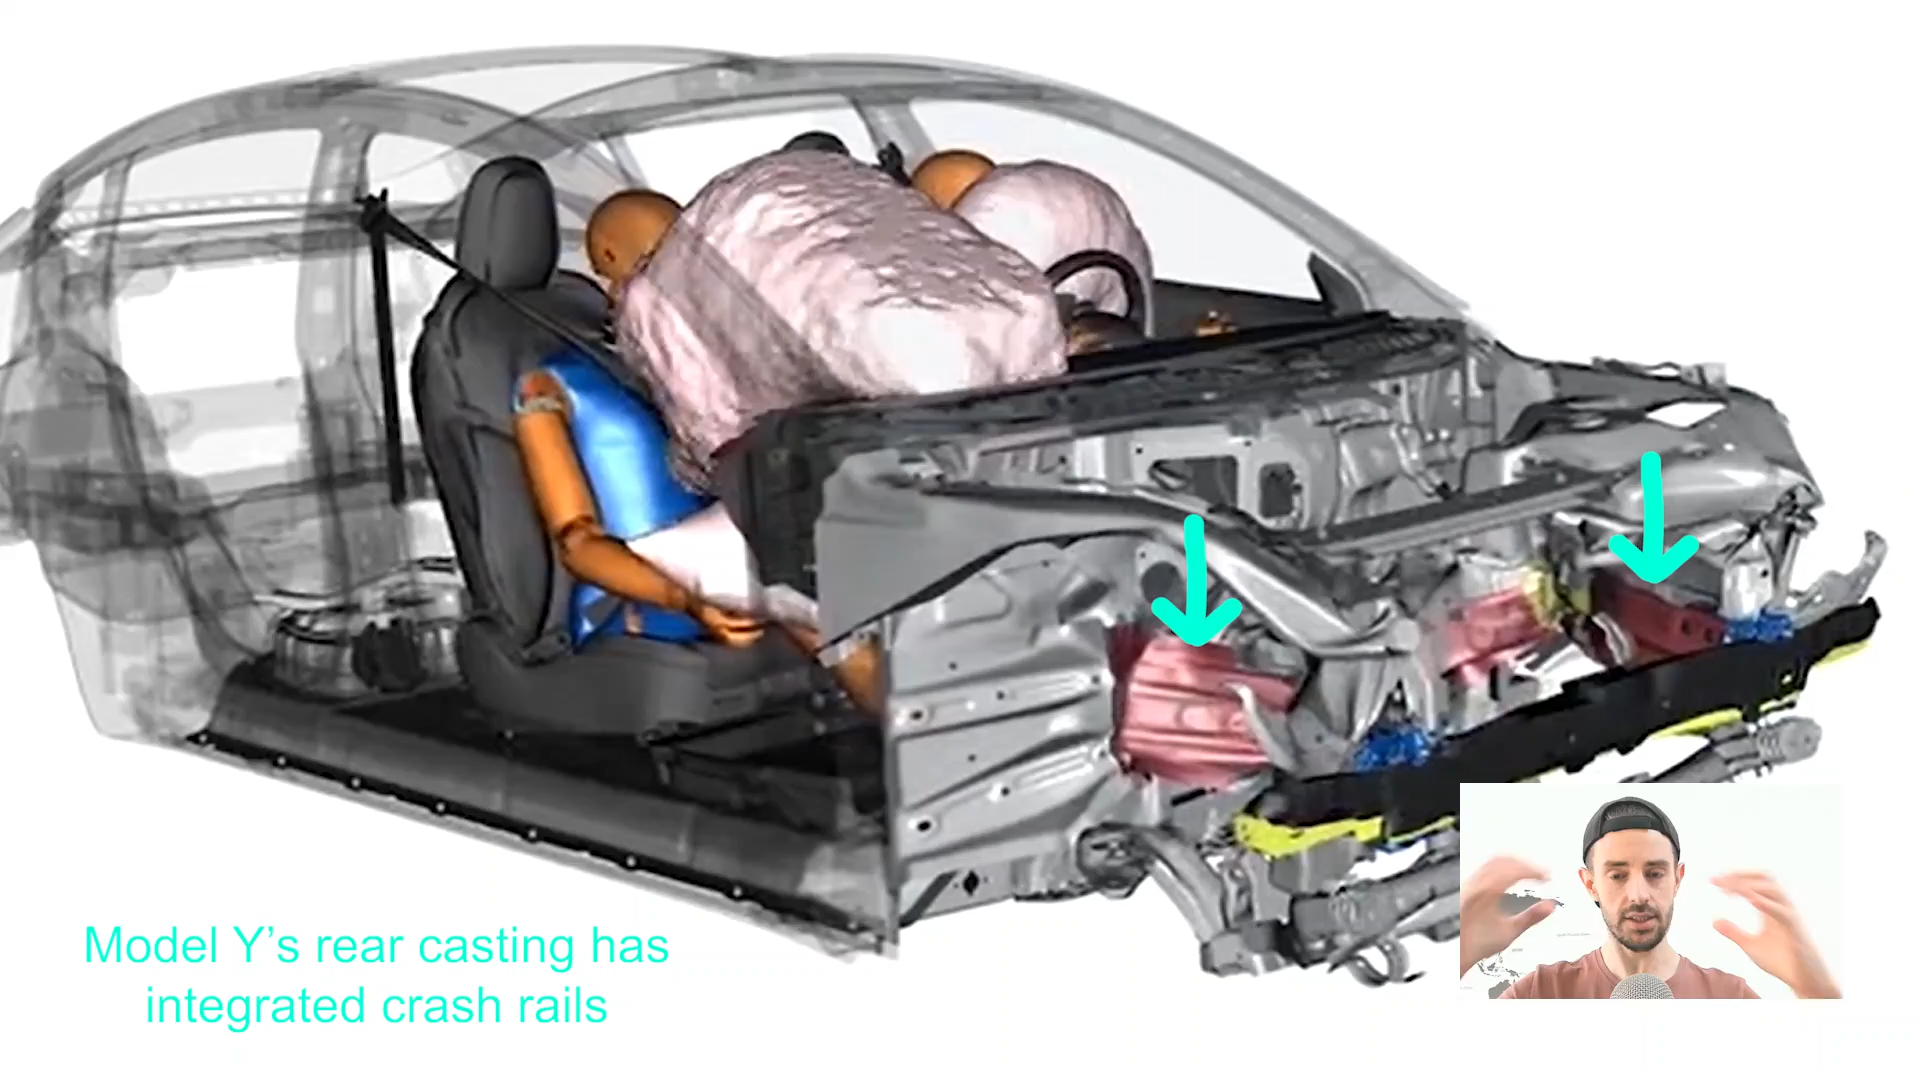 Model Y’s rear casting has
integrated crash rails